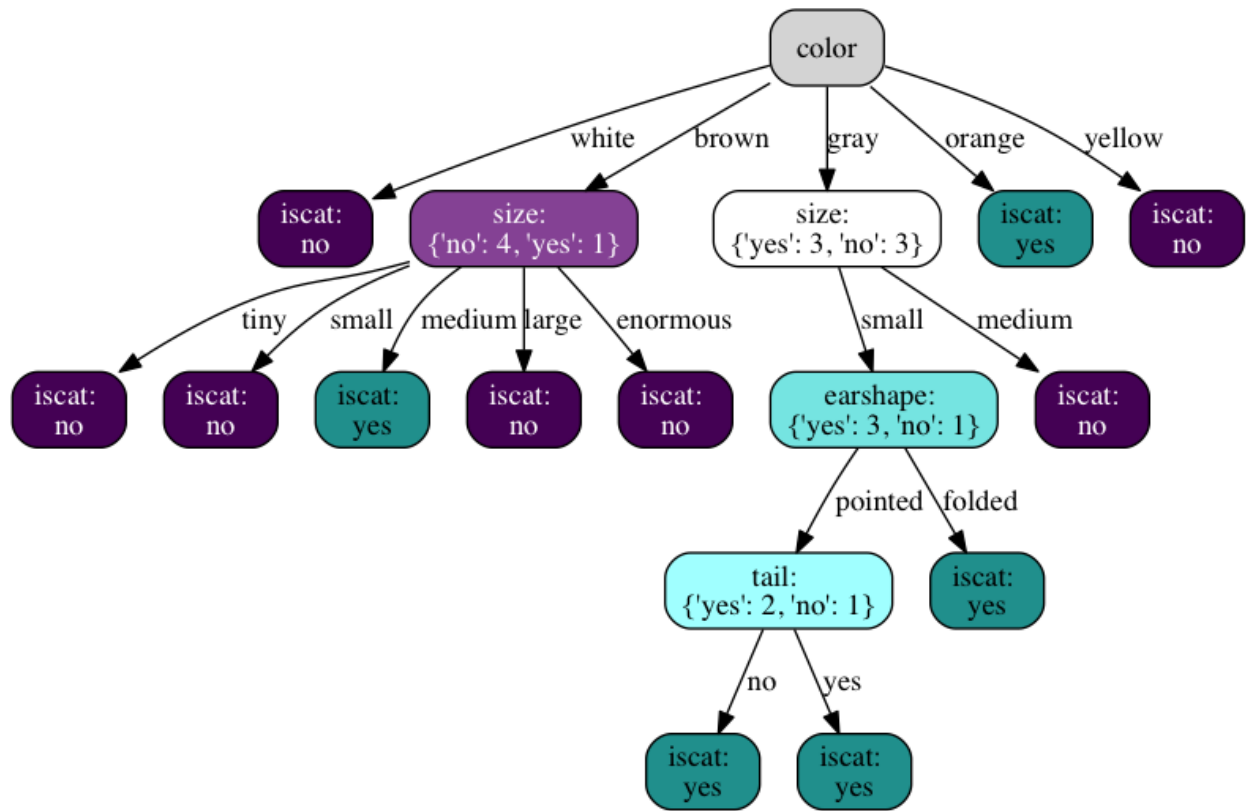 color
white
brown
gray
orange
yellow
iscat:
no
size:
{'no': 4, 'yes': 1}
size:
{'yes': 3, 'no': 3}
iscat:
yes
iscat:
no
tiny
small
medium
large
enormous
small
medium
iscat:
no
iscat:
no
iscat:
yes
iscat:
no
iscat:
no
earshape:
{'yes': 3, 'no': 1}
iscat:
no
pointed
folded
tail:
{'yes': 2, 'no': 1}
iscat:
yes
no
yes
iscat:
yes
iscat:
yes